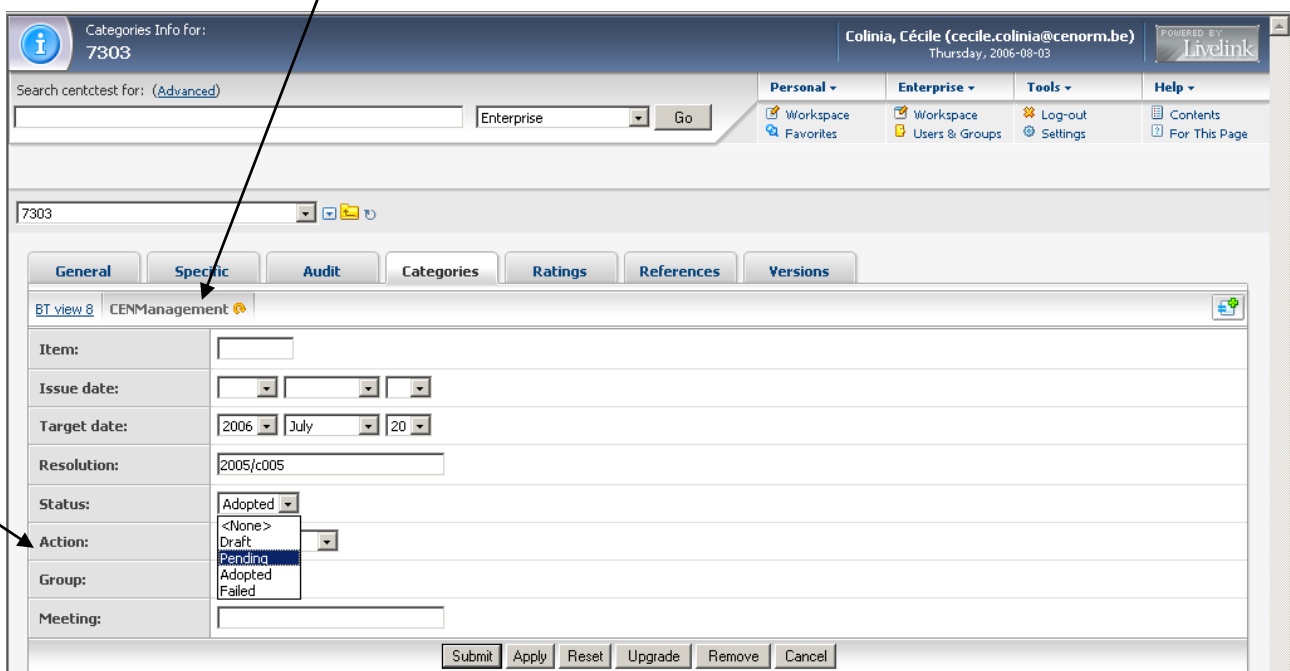 Categories Info for:
7303
Colinia, Cécile (cecile.colinia@cenorm.be)
Thursday, 2006-08-03
POWERED BY
Livelink
Search centctest for: (Advanced)
Enterprise
Go
Personal
Enterprise
Tools
Help
Workspace
Workspace
Log-out
Contents
Favorites
Users & Groups
Settings
For This Page
7303
General
Specific
Audit
Categories
Ratings
References
Versions
BT view 8
CENManagement
Item:
Issue date:
Target date: 2006 July 20
Resolution: 2005/c005
Status: Adopted
<None>
Action: Draft
Pending
Group: Adopted
Failed
Meeting:
Submit Apply Reset Upgrade Remove Cancel